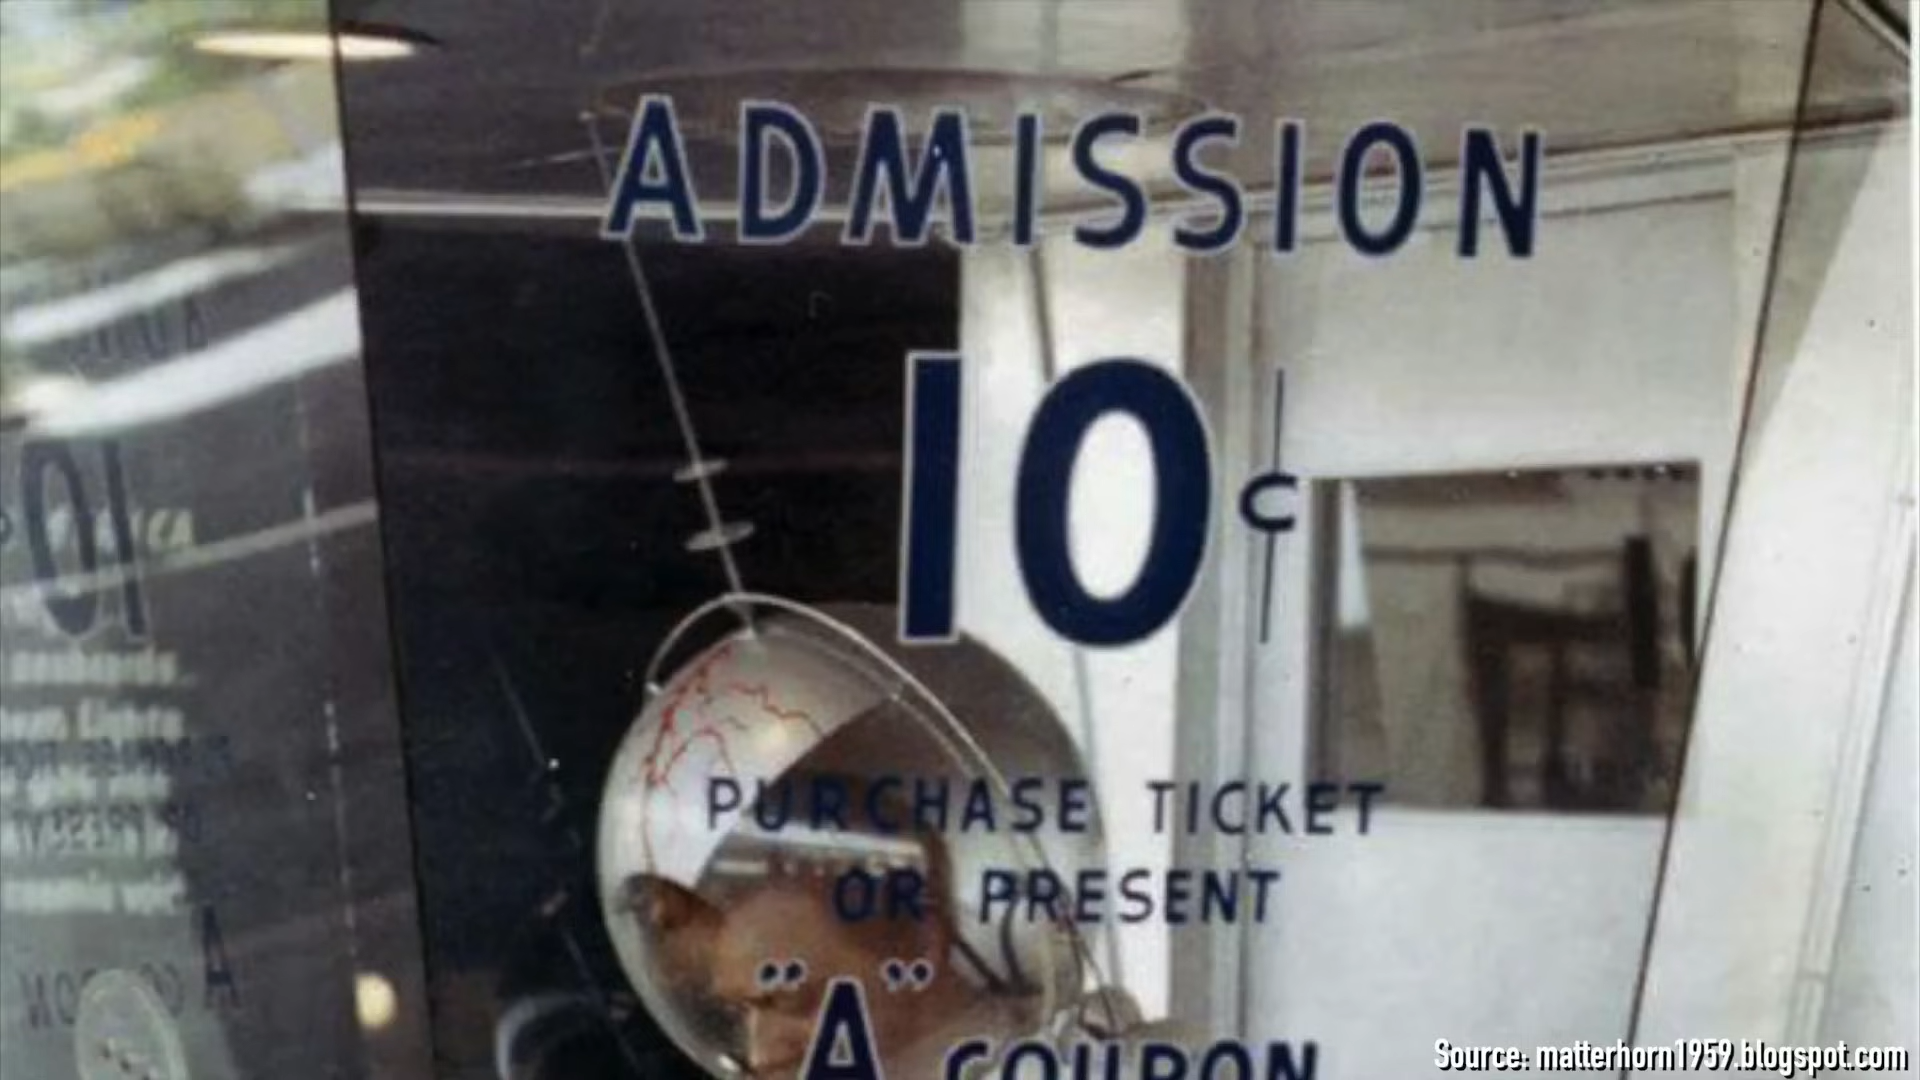 ADMISSION
10¢
PURCHASE TICKET
OR PRESENT
"A" COUPON
Source: matterhorn1959.blogspot.com